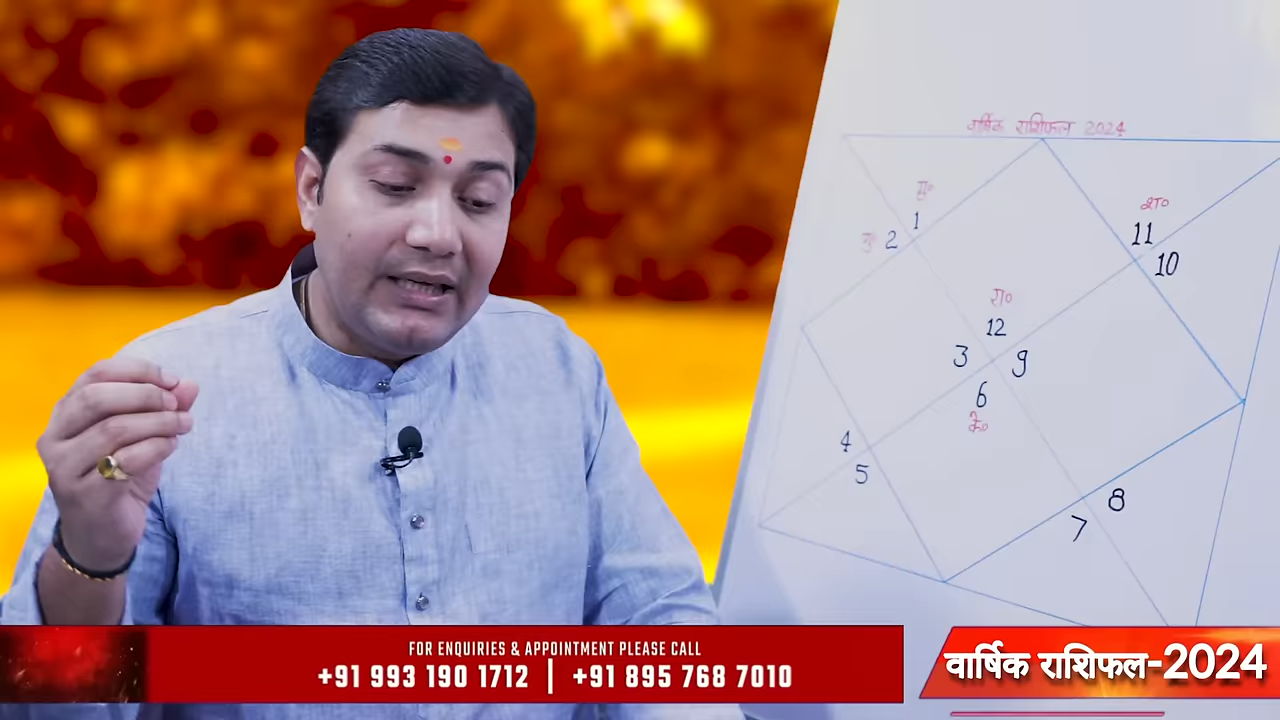 वार्षिक राशिफल 2024
शा०
1
11
2
10
रा०
12
3
9
6
के०
4
5
8
7
FOR ENQUIRIES & APPOINTMENT PLEASE CALL
+91 993 190 1712 | +91 895 768 7010
वार्षिक राशिफल-2024